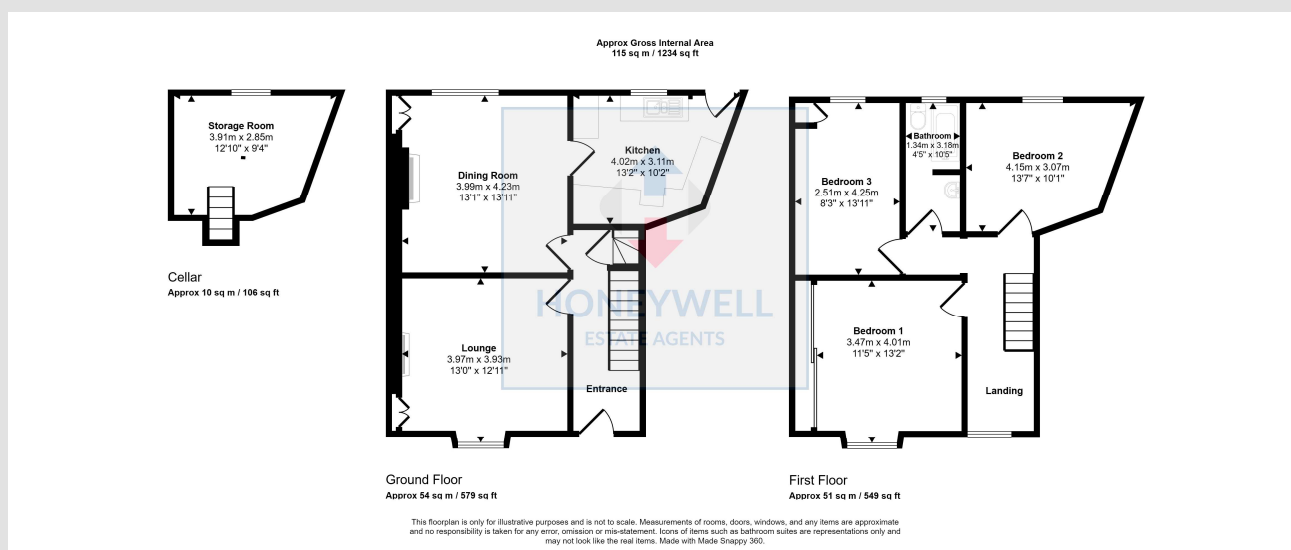 Approx Gross Internal Area
115 sq m / 1234 sq ft
Storage Room
3.91m x 2.85m
12'10" x 9'4"
Cellar
Approx 10 sq m / 106 sq ft
Dining Room
3.99m x 4.23m
13'1" x 13'11"
Kitchen
4.02m x 3.11m
13'2" x 10'2"
Lounge
3.97m x 3.93m
13'0" x 12'11"
Entrance
Ground Floor
Approx 54 sq m / 579 sq ft
HONEYWELL
ESTATE AGENTS
Bedroom 3
2.51m x 4.25m
8'3" x 13'11"
Bathroom
1.34m x 3.18m
4'5" x 10'5"
Bedroom 2
4.15m x 3.07m
13'7" x 10'1"
Bedroom 1
3.47m x 4.01m
11'5" x 13'2"
Landing
First Floor
Approx 51 sq m / 549 sq ft
This floorplan is only for illustrative purposes and is not to scale. Measurements of rooms, doors, windows, and any items are approximate
and no responsibility is taken for any error, omission or mis-statement. Icons of items such as bathroom suites are representations only and
may not look like the real items. Made with Made Snappy 360.